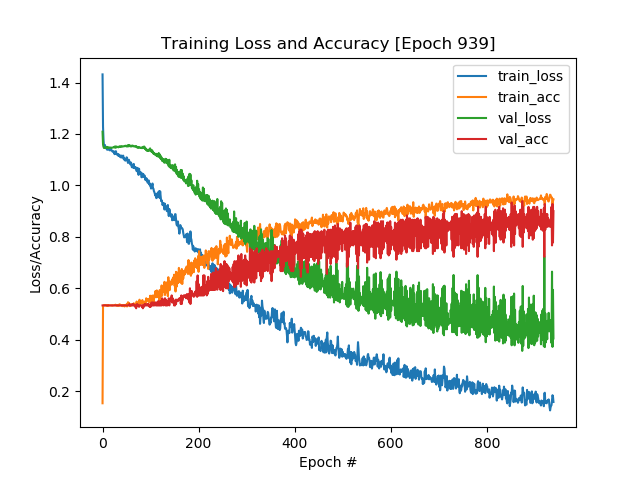 Training Loss and Accuracy [Epoch 939]
train_loss
train_acc
val_loss
val_acc
Loss/Accuracy
1.4
1.2
1.0
0.8
0.6
0.4
0.2
0
200
400
600
800
Epoch #